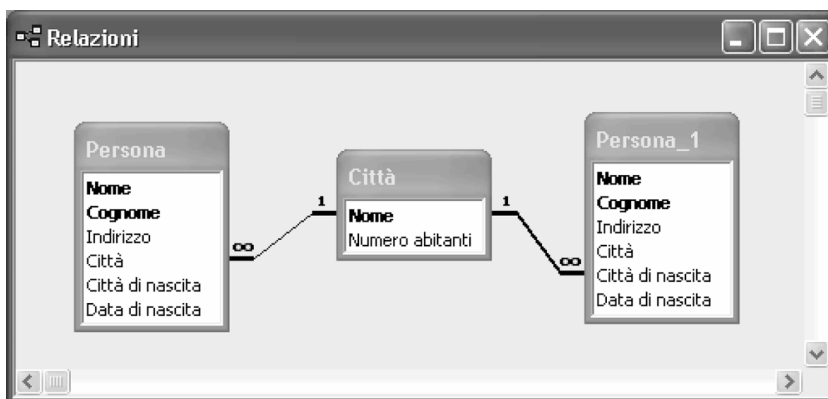 Relazioni
Persona
Nome
Cognome
Indirizzo
Città
Città di nascita
Data di nascita
∞
1
Città
Nome
Numero abitanti
1
∞
Persona_1
Nome
Cognome
Indirizzo
Città
Città di nascita
Data di nascita